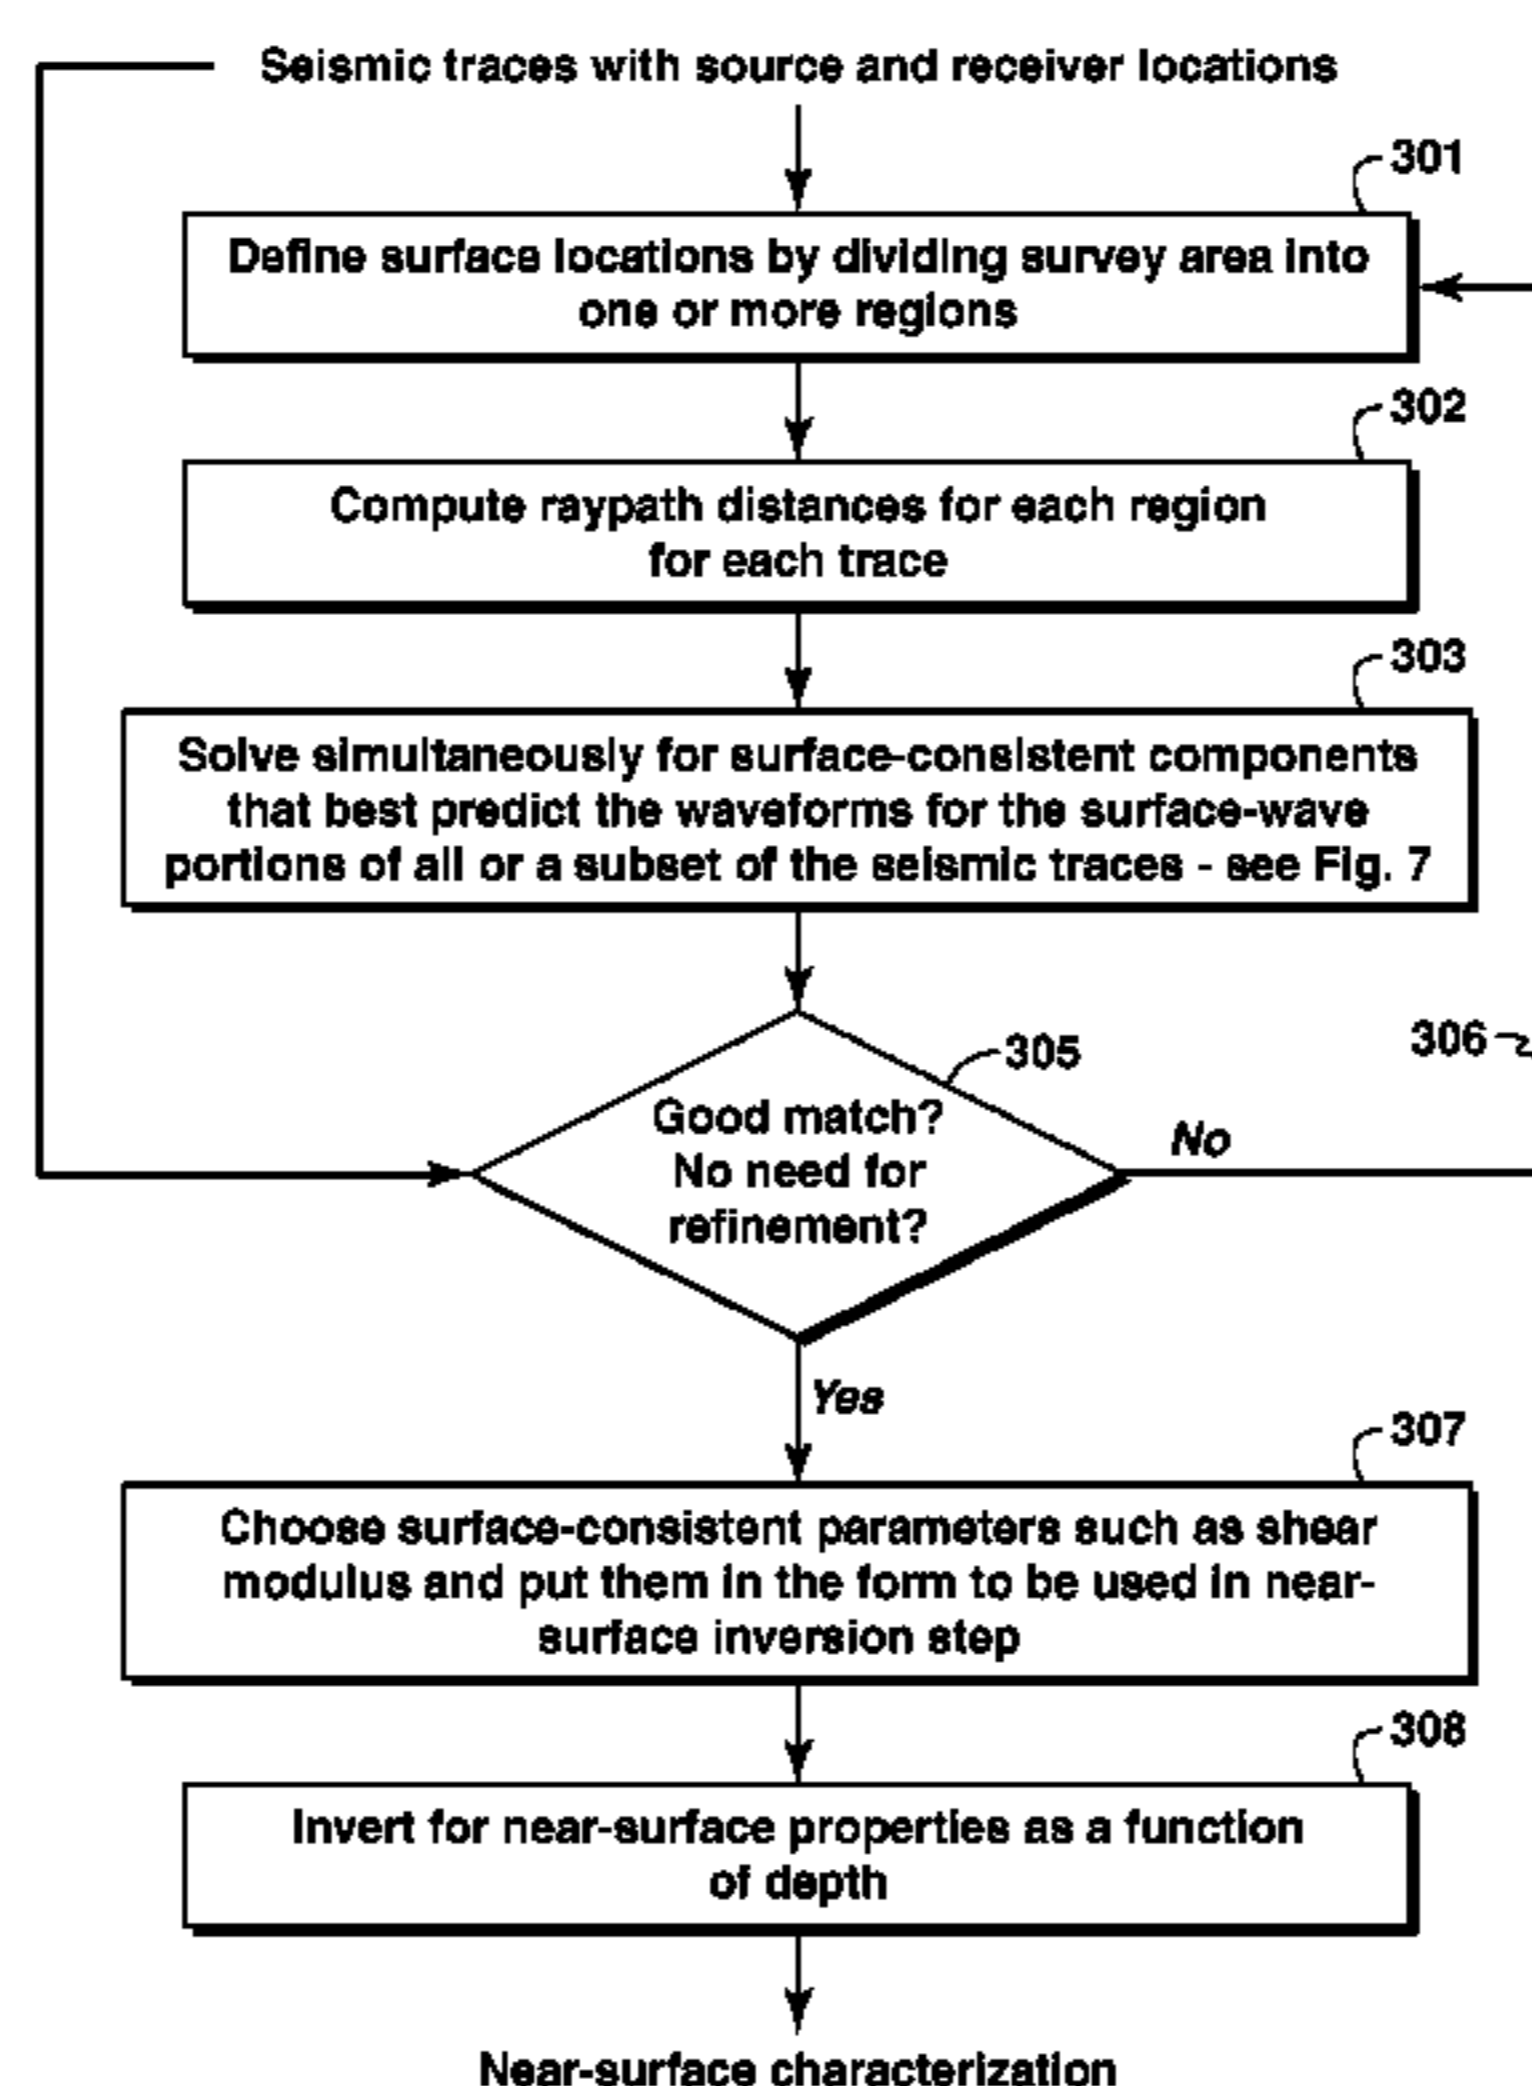 Seismic traces with source and receiver locations
301
Define surface locations by dividing survey area into
one or more regions
302
Compute raypath distances for each region
for each trace
303
Solve simultaneously for surface-consistent components
that best predict the waveforms for the surface-wave
portions of all or a subset of the seismic traces - see Fig. 7
305
306
Good match?
No need for
refinement?
No
Yes
307
Choose surface-consistent parameters such as shear
modulus and put them in the form to be used in near-
surface inversion step
308
Invert for near-surface properties as a function
of depth
Near-surface characterization